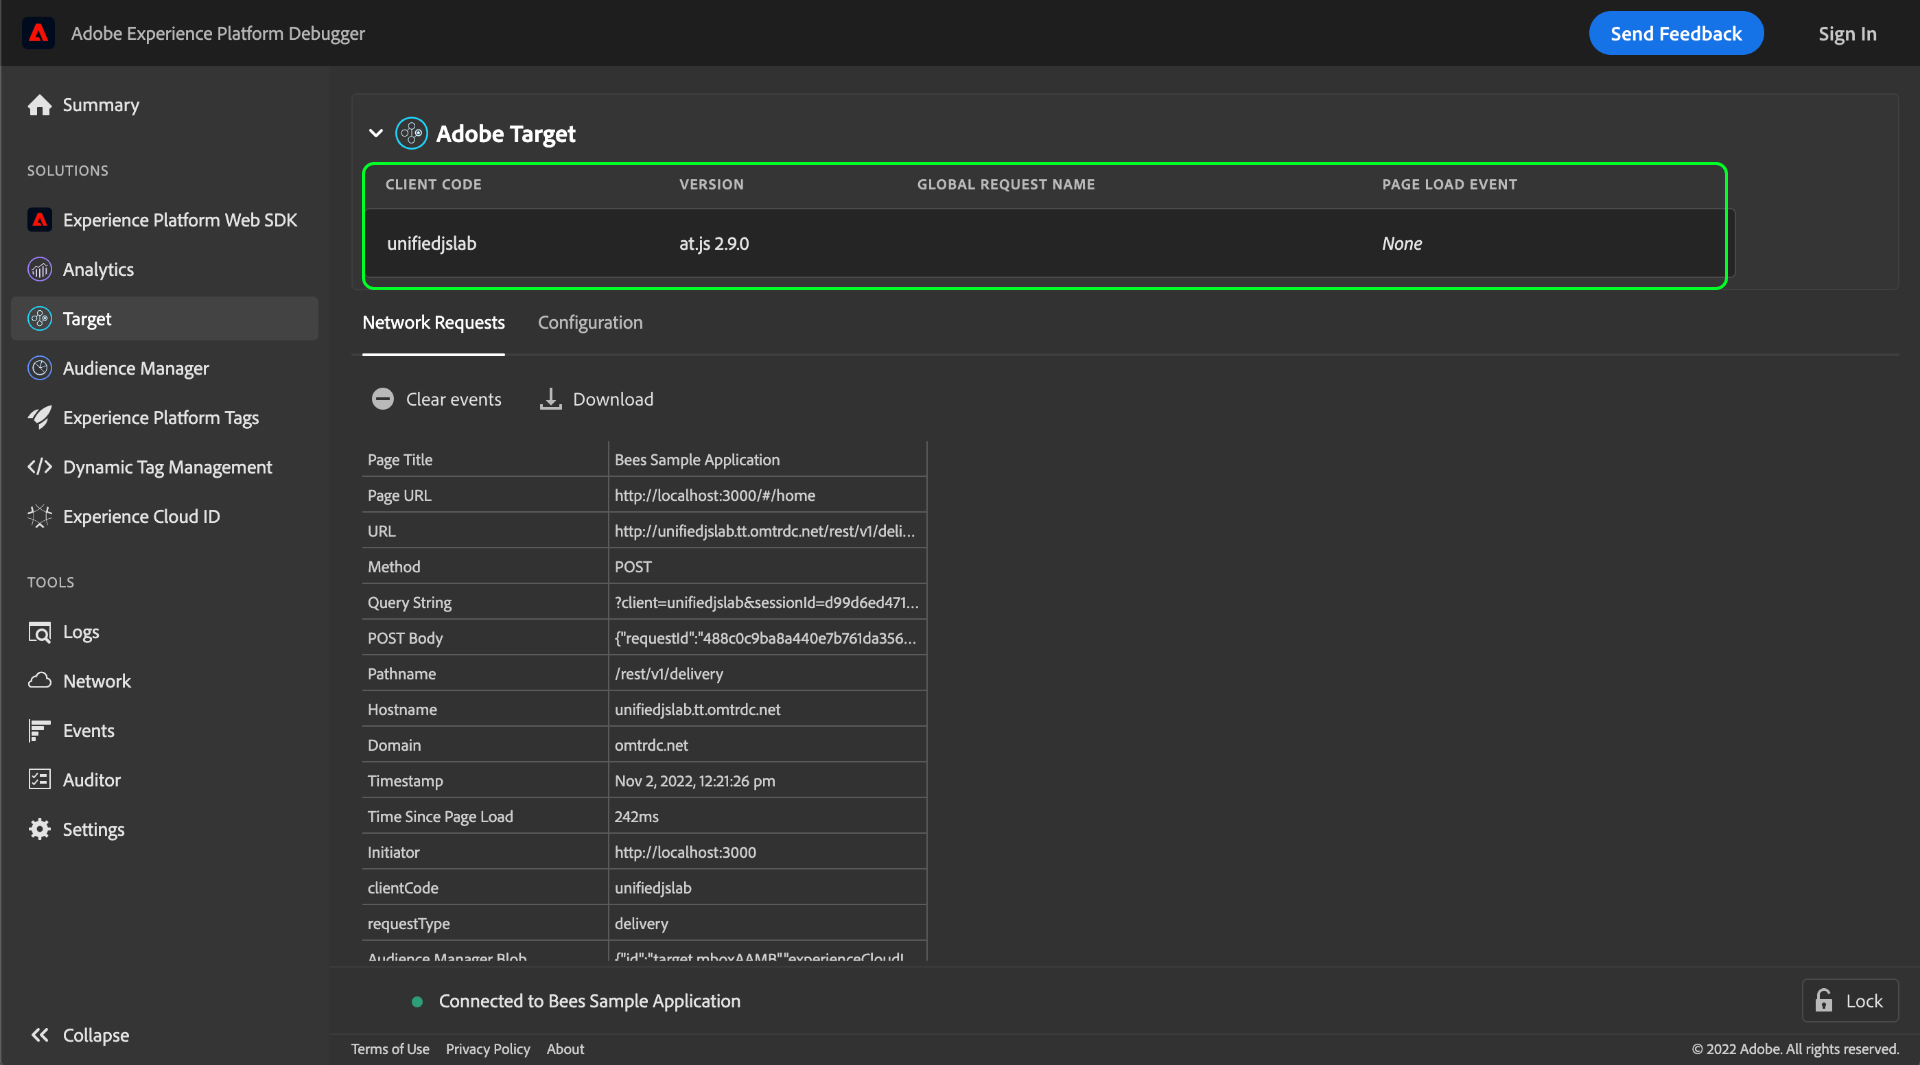 Adobe Experience Platform Debugger
Send Feedback
Sign In
Summary
SOLUTIONS
Experience Platform Web SDK
Analytics
Target
Audience Manager
Experience Platform Tags
Dynamic Tag Management
Experience Cloud ID
TOOLS
Logs
Network
Events
Auditor
Settings
Collapse
Adobe Target
CLIENT CODE VERSION GLOBAL REQUEST NAME PAGE LOAD EVENT
unifiedjslab at.js 2.9.0 None
Network Requests Configuration
Clear events Download
Page Title Bees Sample Application
Page URL http://localhost:3000/#/home
URL http://unifiedjslab.tt.omtrdc.net/rest/v1/deli...
Method POST
Query String ?client=unifiedjslab&sessionId=d99d6ed471...
POST Body {"requestId":"488c0c9ba8a440e7b761da356...
Pathname /rest/v1/delivery
Hostname unifiedjslab.tt.omtrdc.net
Domain omtrdc.net
Timestamp Nov 2, 2022, 12:21:26 pm
Time Since Page Load 242ms
Initiator http://localhost:3000
clientCode unifiedjslab
requestType delivery
Audience Manager Blob {"id":"target.mboxAAMB""experienceCloudI
Connected to Bees Sample Application
Lock
Terms of Use Privacy Policy About
© 2022 Adobe. All rights reserved.